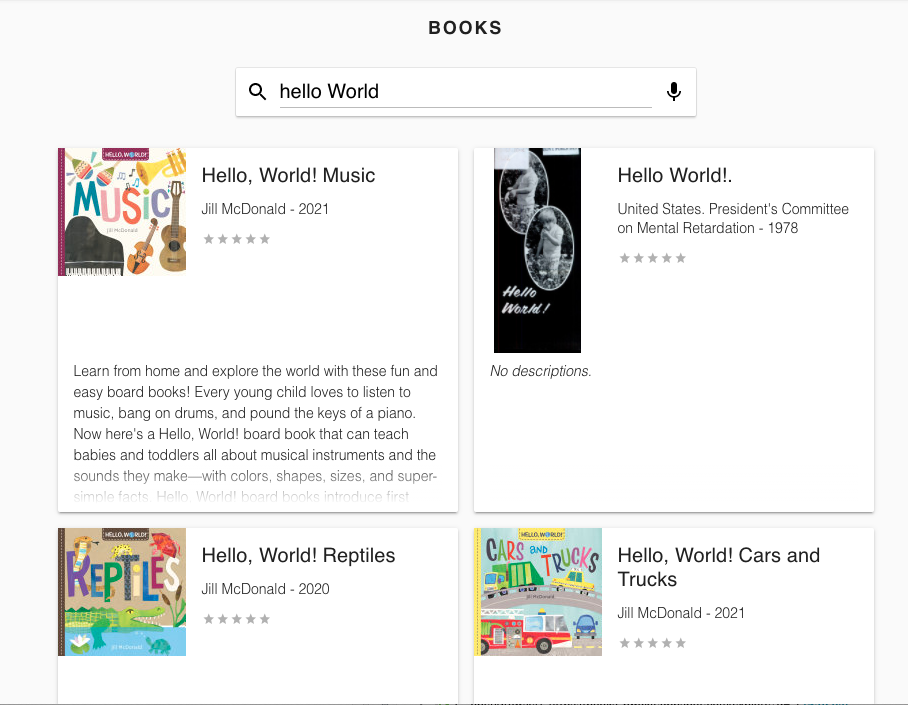 BOOKS
hello World
HELLO, WORLD!
MUSIC
Jill McDonald
Hello, World! Music
Jill McDonald - 2021
Learn from home and explore the world with these fun and
easy board books! Every young child loves to listen to
music, bang on drums, and pound the keys of a piano.
Now here's a Hello, World! board book that can teach
babies and toddlers all about musical instruments and the
sounds they make—with colors, shapes, sizes, and super-
simple facts. Hello, World! board books introduce first
Hello
World!
Hello World!.
United States. President's Committee
on Mental Retardation - 1978
No descriptions.
HELLO, WORLD!
REPTILES
Jill McDonald
Hello, World! Reptiles
Jill McDonald - 2020
HELLO, WORLD!
CARS AND TRUCKS
Jill McDonald
Hello, World! Cars and
Trucks
Jill McDonald - 2021